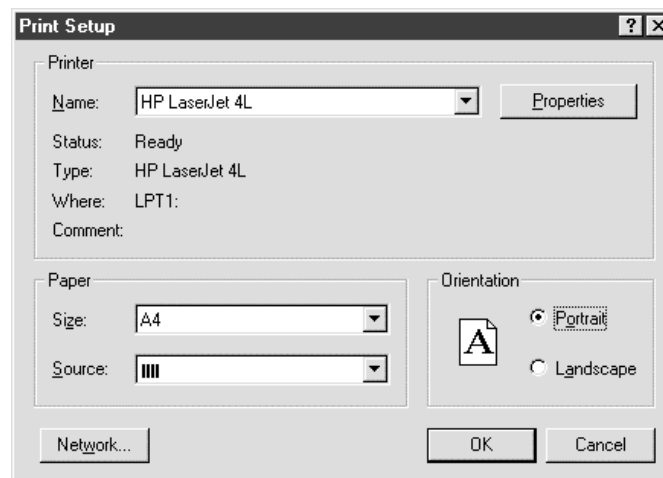 Print Setup
Printer
Name: HP LaserJet 4L Properties
Status: Ready
Type: HP LaserJet 4L
Where: LPT1:
Comment:
Paper
Size: A4
Source:
Orientation
A
Portrait
Landscape
Network... OK Cancel